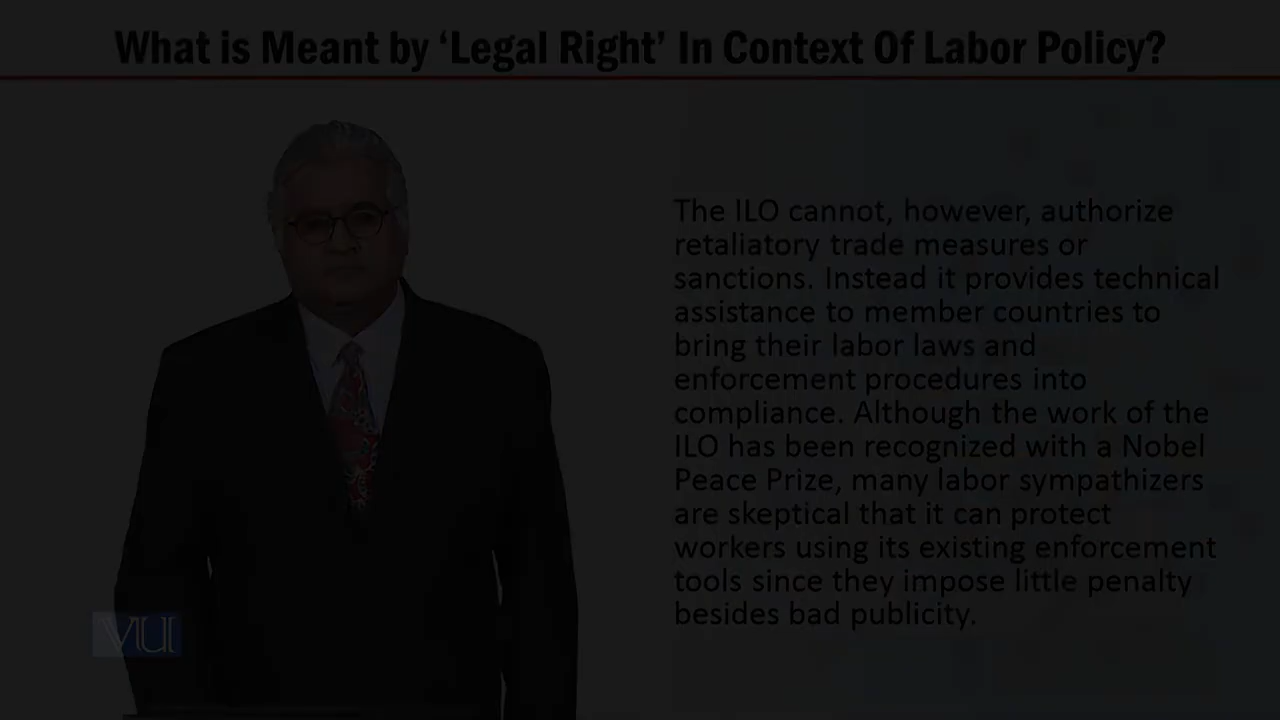 What is Meant by ‘Legal Right’ In Context Of Labor Policy?
The ILO cannot, however, authorize
retaliatory trade measures or
sanctions. Instead it provides technical
assistance to member countries to
bring their labor laws and
enforcement procedures into
compliance. Although the work of the
ILO has been recognized with a Nobel
Peace Prize, many labor sympathizers
are skeptical that it can protect
workers using its existing enforcement
tools since they impose little penalty
besides bad publicity.
VU